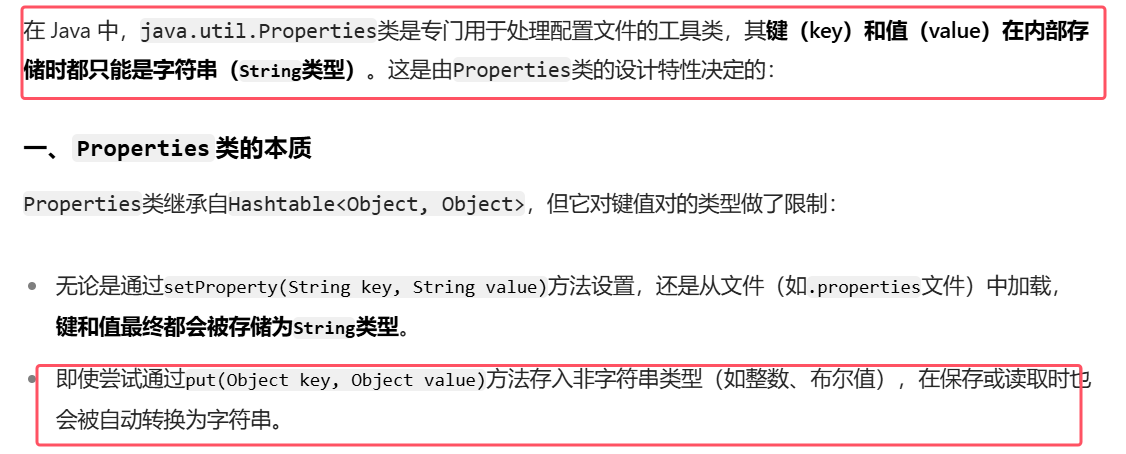 在 Java 中，java.util.Properties类是专门用于处理配置文件的工具类，其键（key）和值（value）在内部存
储时都只能是字符串（String类型）。这是由Properties类的设计特性决定的：
一、Properties类的本质
Properties类继承自Hashtable<Object, Object>，但它对键值对的类型做了限制：
无论是通过setProperty(String key, String value)方法设置，还是从文件（如.properties文件）中加载，
键和值最终都会被存储为String类型。
即使尝试通过put(Object key, Object value)方法存入非字符串类型（如整数、布尔值），在保存或读取时也
会被自动转换为字符串。